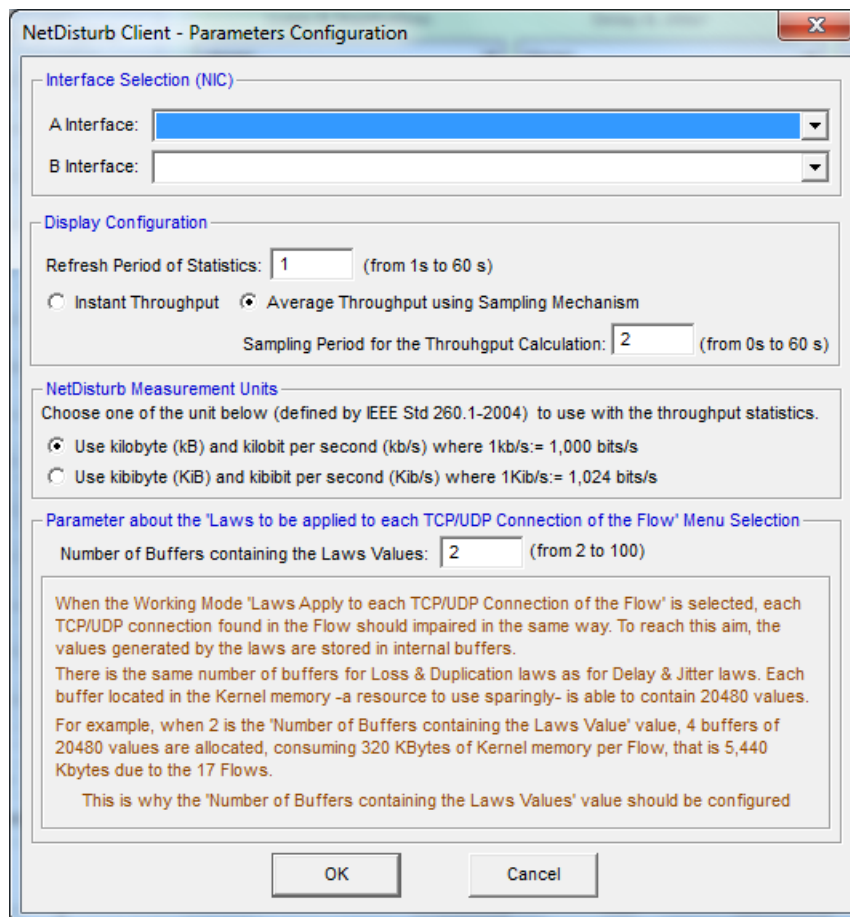 NetDisturb Client - Parameters Configuration
Interface Selection (NIC)
A Interface:
B Interface:
Display Configuration
Refresh Period of Statistics: 1 (from 1s to 60 s)
Instant Throughput Average Throughput using Sampling Mechanism
Sampling Period for the Throuhgput Calculation: 2 (from 0s to 60 s)
NetDisturb Measurement Units
Choose one of the unit below (defined by IEEE Std 260.1-2004) to use with the throughput statistics.
Use kilobyte (kB) and kilobit per second (kb/s) where 1kb/s:= 1,000 bits/s
Use kibibyte (KiB) and kibibit per second (Kib/s) where 1Kib/s:= 1,024 bits/s
Parameter about the 'Laws to be applied to each TCP/UDP Connection of the Flow' Menu Selection
Number of Buffers containing the Laws Values: 2 (from 2 to 100)
When the Working Mode 'Laws Apply to each TCP/UDP Connection of the Flow' is selected, each
TCP/UDP connection found in the Flow should impaired in the same way. To reach this aim, the
values generated by the laws are stored in internal buffers.
There is the same number of buffers for Loss & Duplication laws as for Delay & Jitter laws. Each
buffer located in the Kernel memory -a resource to use sparingly- is able to contain 20480 values.
For example, when 2 is the 'Number of Buffers containing the Laws Value' value, 4 buffers of
20480 values are allocated, consuming 320 KBytes of Kernel memory per Flow, that is 5,440
Kbytes due to the 17 Flows.
This is why the 'Number of Buffers containing the Laws Values' value should be configured
OK
Cancel